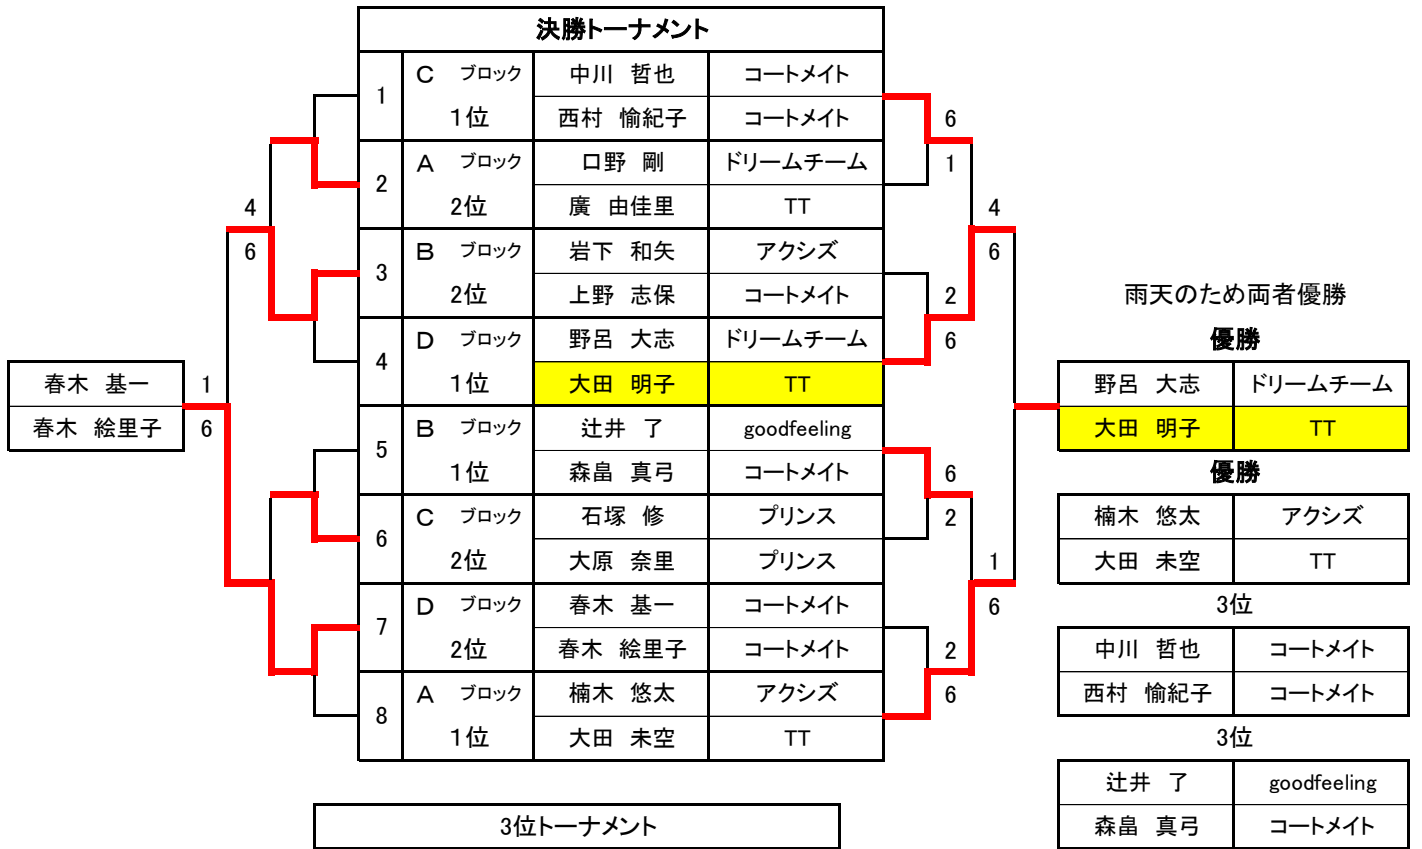 決勝トーナメント
1 C ブロック 中川 哲也 コートメイト
1位 西村 愉紀子 コートメイト
2 A ブロック 口野 剛 ドリームチーム
2位 廣 由佳里 TT
3 B ブロック 岩下 和矢 アクシズ
2位 上野 志保 コートメイト
4 D ブロック 野呂 大志 ドリームチーム
1位 大田 明子 TT
5 B ブロック 辻井 了 goodfeeling
1位 森畠 真弓 コートメイト
6 C ブロック 石塚 修 プリンス
2位 大原 奈里 プリンス
7 D ブロック 春木 基一 コートメイト
2位 春木 絵里子 コートメイト
8 A ブロック 楠木 悠太 アクシズ
1位 大田 未空 TT
4
6
春木 基一 1
春木 絵里子 6
6
1
2
6
4
6
6
2
2
6
1
6
雨天のため両者優勝
優勝
野呂 大志 ドリームチーム
大田 明子 TT
優勝
楠木 悠太 アクシズ
大田 未空 TT
3位
中川 哲也 コートメイト
西村 愉紀子 コートメイト
3位
辻井 了 goodfeeling
森畠 真弓 コートメイト
3位トーナメント